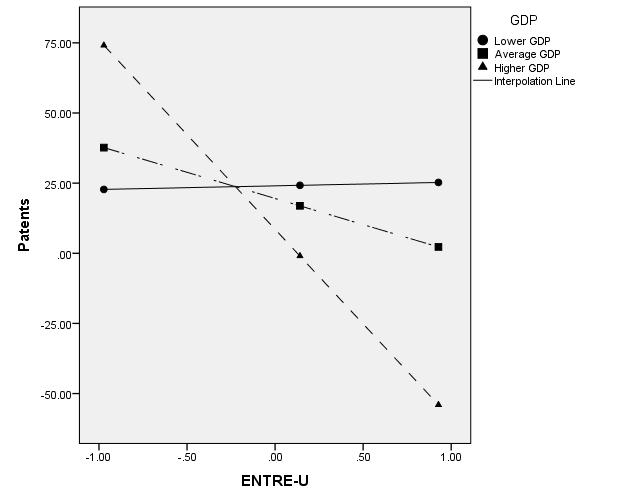 GDP
Lower GDP
Average GDP
Higher GDP
Interpolation Line
75.00
50.00
25.00
.00
-25.00
-50.00
Patents
-1.00 -.50 .00 .50 1.00
ENTRE-U